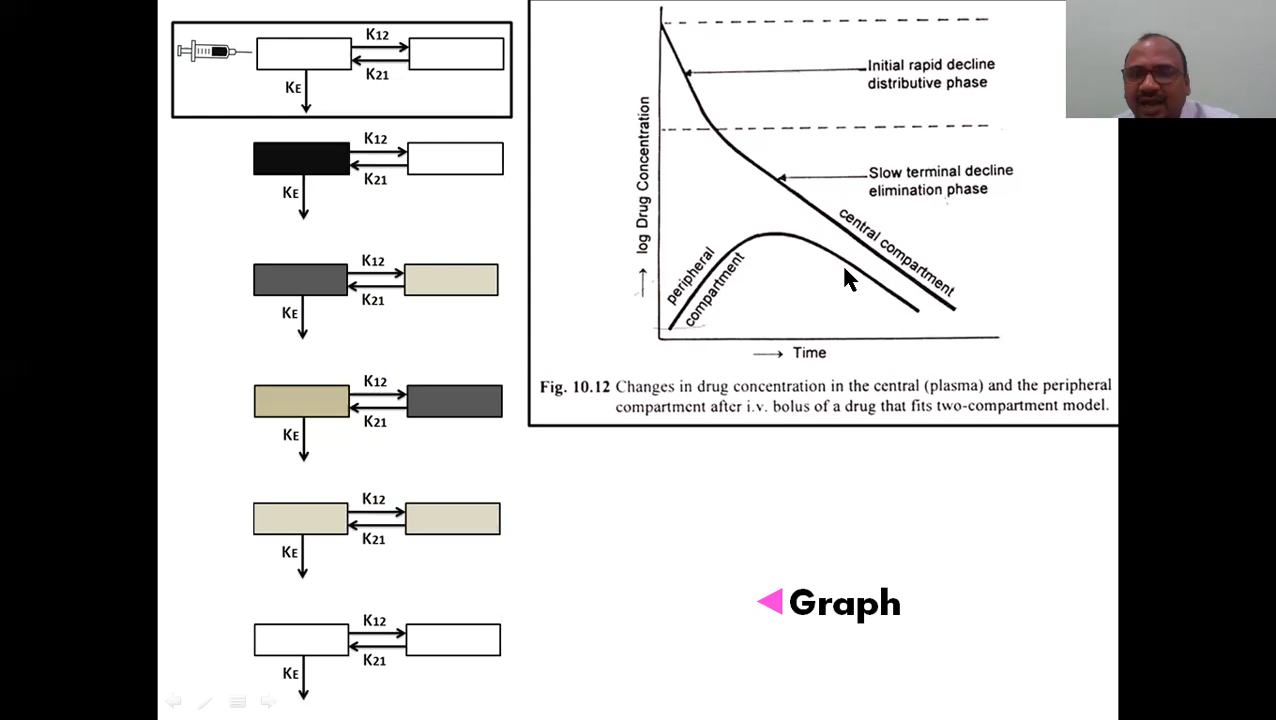 K12
K21
KE
K12
K21
KE
K12
K21
KE
K12
K21
KE
K12
K21
KE
K12
K21
KE
Initial rapid decline
distributive phase
Slow terminal decline
elimination phase
log Drug Concentration
central compartment
peripheral
compartment
Time
Fig. 10.12 Changes in drug concentration in the central (plasma) and the peripheral
compartment after i.v. bolus of a drug that fits two-compartment model.
Graph